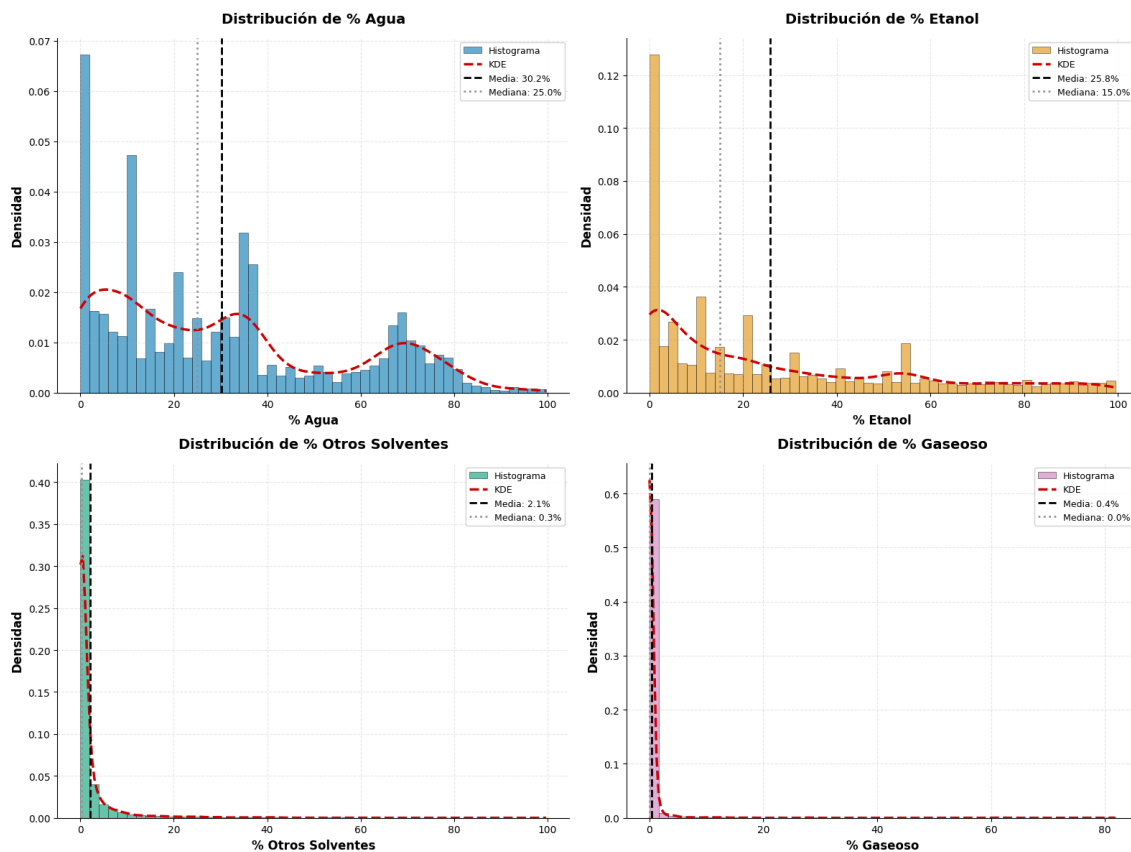 Distribución de % Agua
Densidad
0.07
0.06
0.05
0.04
0.03
0.02
0.01
0.00
0
20
40
60
80
100
% Agua
Histograma
KDE
Media: 30.2%
Mediana: 25.0%
Distribución de % Etanol
Densidad
0.12
0.10
0.08
0.06
0.04
0.02
0.00
0
20
40
60
80
100
% Etanol
Histograma
KDE
Media: 25.8%
Mediana: 15.0%
Distribución de % Otros Solventes
Densidad
0.40
0.35
0.30
0.25
0.20
0.15
0.10
0.05
0.00
0
20
40
60
80
100
% Otros Solventes
Histograma
KDE
Media: 2.1%
Mediana: 0.3%
Distribución de % Gaseoso
Densidad
0.6
0.5
0.4
0.3
0.2
0.1
0.0
0
20
40
60
80
% Gaseoso
Histograma
KDE
Media: 0.4%
Mediana: 0.0%